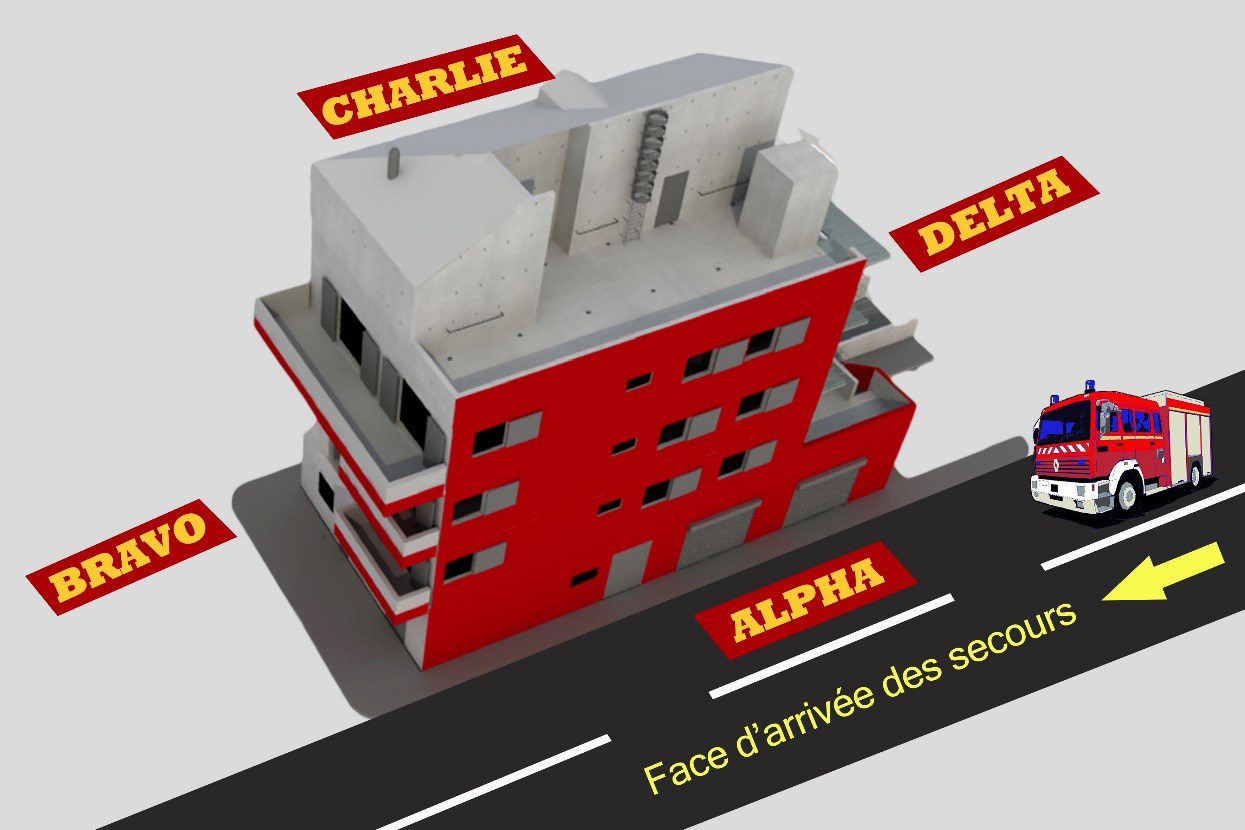 CHARLIE
DELTA
BRAVO
ALPHA
Face d'arrivée des secours